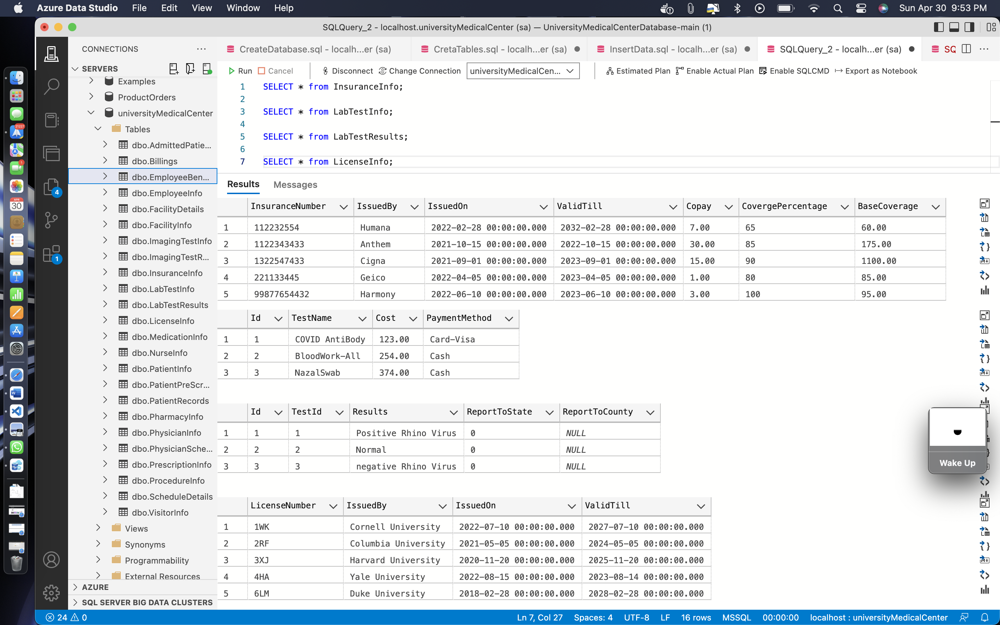 Azure Data Studio File Edit View Window Help Sun Apr 30 9:53 PM
SQLQuery_2 - localhost.universityMedicalCenter (sa) — UniversityMedicalCenterDatabase-main (1)
CONNECTIONS
CreateDatabase.sql - localh...er (sa) CretaTables.sql - localh...er (sa) InsertData.sql - localh...er (sa) SQLQuery_2 - localh...er (sa) SQ
SERVERS
Run Cancel Disconnect Change Connection universityMedicalCen... Estimated Plan Enable Actual Plan Enable SQLCMD Export as Notebook
Examples
ProductOrders
universityMedicalCenter
Tables
dbo.AdmittedPatie...
dbo.Billings
dbo.EmployeeBen...
dbo.EmployeeInfo
dbo.FacilityDetails
dbo.FacilityInfo
dbo.ImagingTestInfo
dbo.ImagingTestR...
dbo.InsuranceInfo
dbo.LabTestInfo
dbo.LabTestResults
dbo.LicenseInfo
dbo.MedicationInfo
dbo.NurseInfo
dbo.PatientInfo
dbo.PatientPreScr...
dbo.PatientRecords
dbo.PharmacyInfo
dbo.PhysicianInfo
dbo.PhysicianSche...
dbo.PrescriptionInfo
dbo.ProcedureInfo
dbo.ScheduleDetails
dbo.VisitorInfo
Views
Synonyms
Programmability
External Resources
AZURE
SQL SERVER BIG DATA CLUSTERS
21227
1
APR
30
4
1
1 SELECT * from InsuranceInfo;
2
3 SELECT * from LabTestInfo;
4
5 SELECT * from LabTestResults;
6
7 SELECT * from LicenseInfo;
Results Messages
InsuranceNumber IssuedBy IssuedOn ValidTill Copay CovergePercentage BaseCoverage
1 112232554 Humana 2022-02-28 00:00:00.000 2032-02-28 00:00:00.000 7.00 65 60.00
2 1122343433 Anthem 2021-10-15 00:00:00.000 2022-10-15 00:00:00.000 30.00 85 175.00
3 1322547433 Cigna 2021-09-01 00:00:00.000 2023-09-01 00:00:00.000 15.00 90 1100.00
4 221133445 Geico 2022-04-05 00:00:00.000 2023-04-05 00:00:00.000 1.00 80 85.00
5 99877654432 Harmony 2022-06-10 00:00:00.000 2023-06-10 00:00:00.000 3.00 100 95.00
Id TestName Cost PaymentMethod
1 1 COVID AntiBody 123.00 Card-Visa
2 2 BloodWork-All 254.00 Cash
3 3 NazalSwab 374.00 Cash
Id TestId Results ReportToState ReportToCounty
1 1 1 Positive Rhino Virus 0 NULL
2 2 2 Normal 0 NULL
3 3 3 negative Rhino Virus 0 NULL
Wake Up
LicenseNumber IssuedBy IssuedOn ValidTill
1 1WK Cornell University 2022-07-10 00:00:00.000 2027-07-10 00:00:00.000
2 2RF Columbia University 2021-05-05 00:00:00.000 2024-05-05 00:00:00.000
3 3XJ Harvard University 2020-11-20 00:00:00.000 2025-11-20 00:00:00.000
4 4HA Yale University 2022-08-15 00:00:00.000 2023-08-14 00:00:00.000
5 6LM Duke University 2018-02-28 00:00:00.000 2028-02-28 00:00:00.000
24 0 Ln 7, Col 27 Spaces: 4 UTF-8 LF 16 rows MSSQL 00:00:00 localhost : universityMedicalCenter